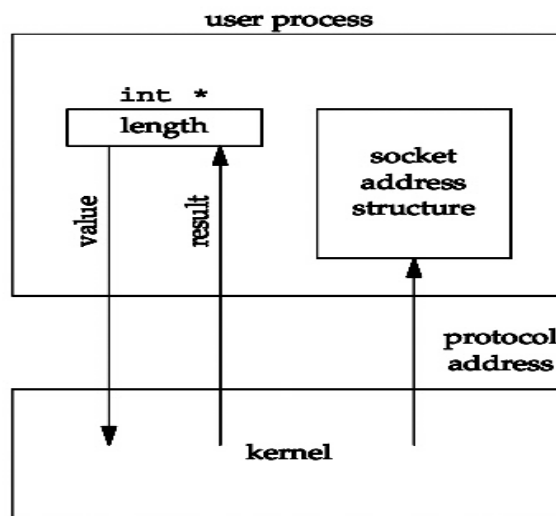 user process
int *
length
socket
address
structure
value
result
protocol
address
kernel